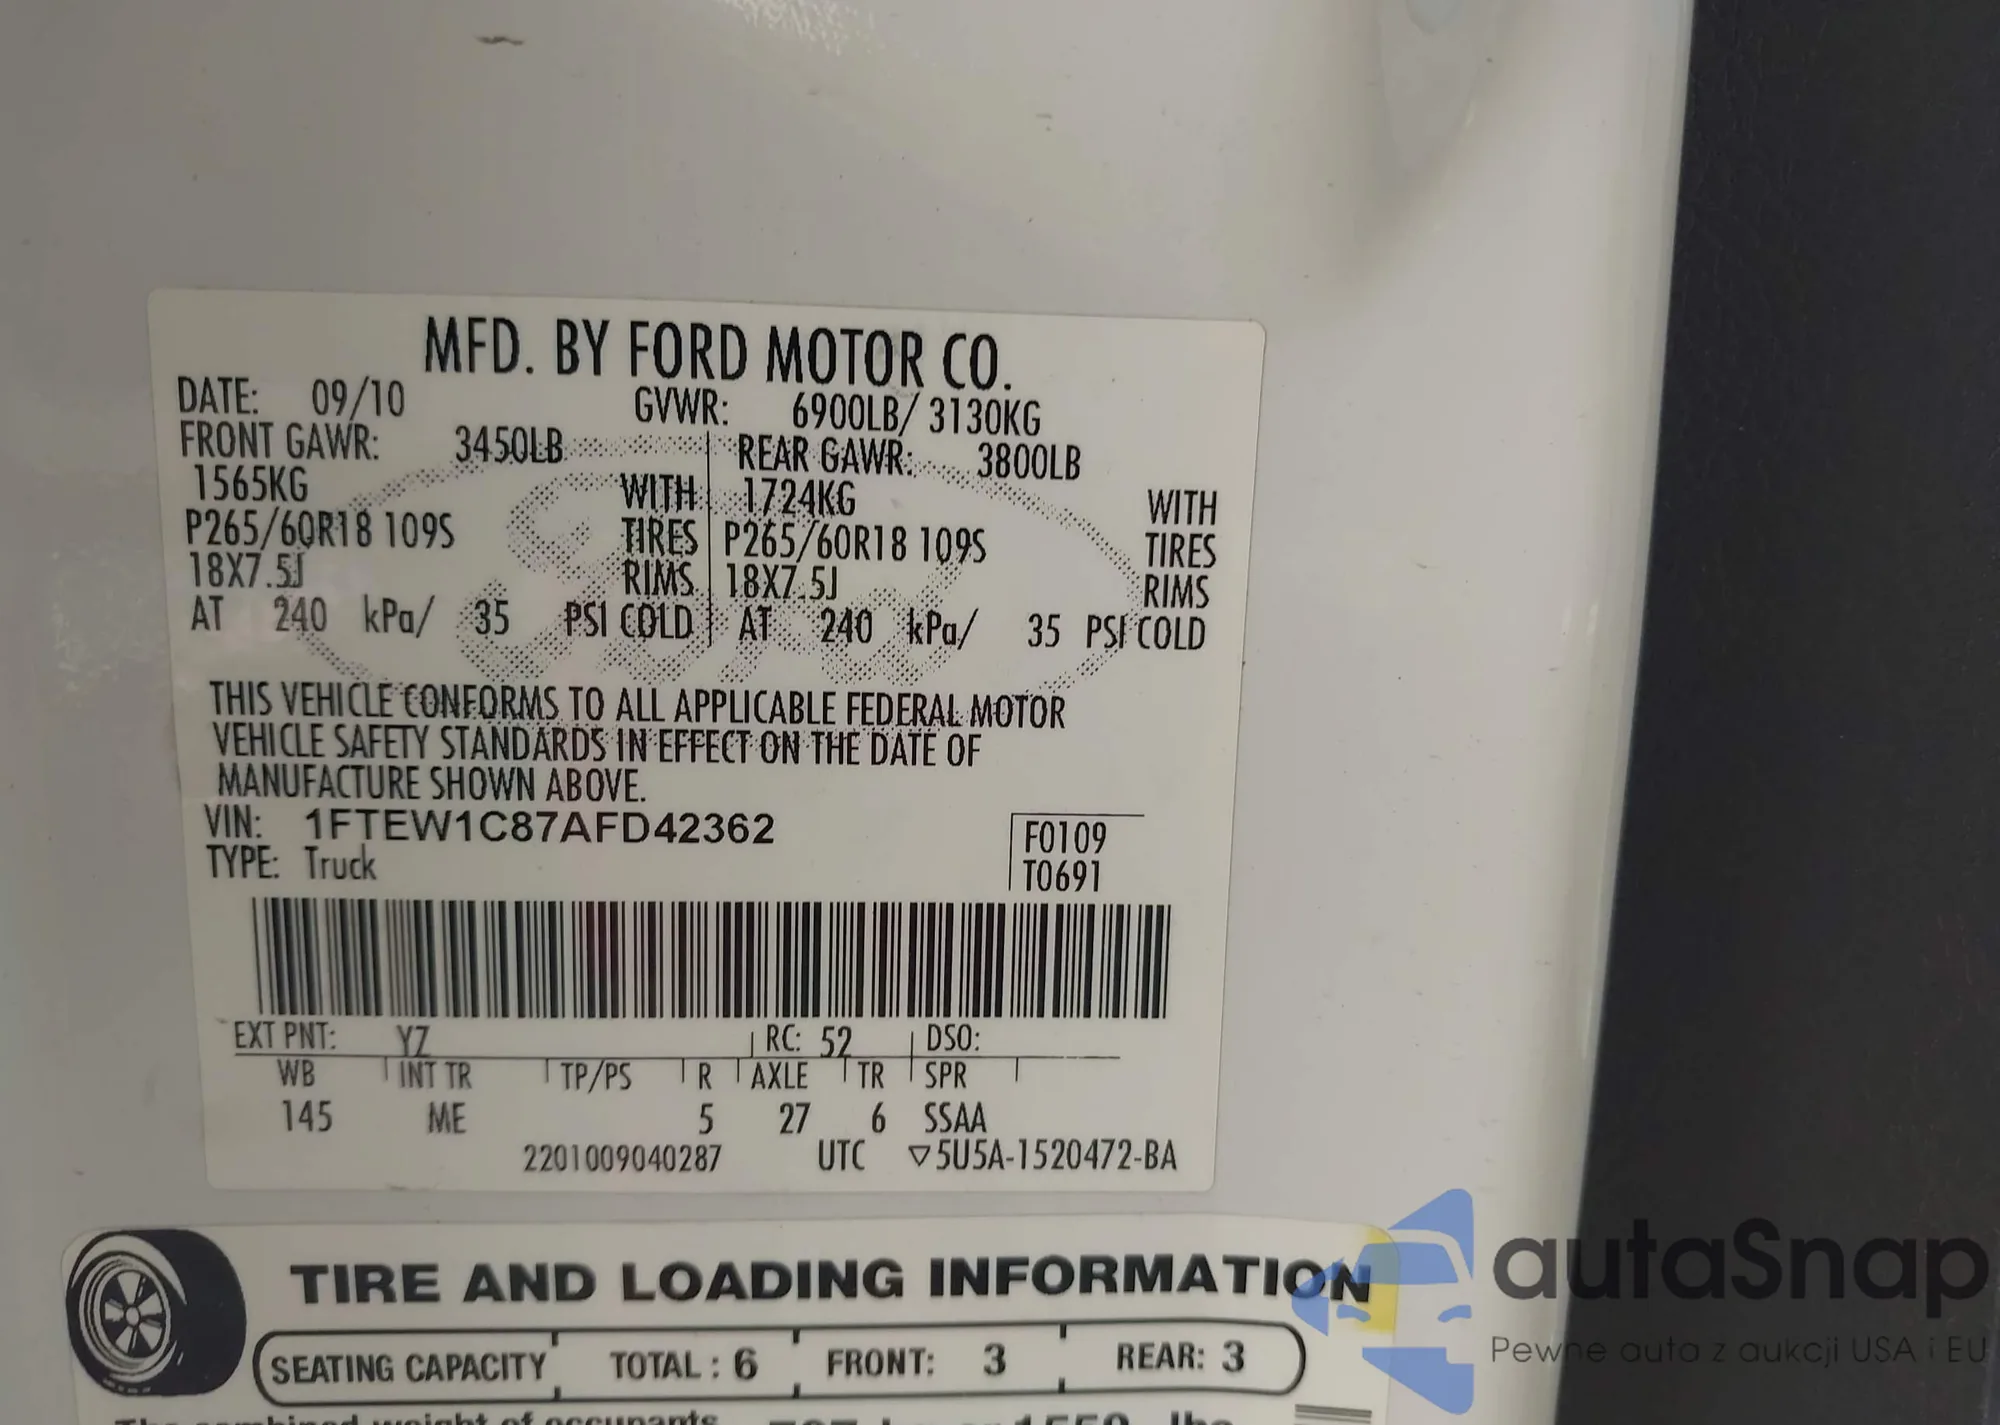 MFD. BY FORD MOTOR CO.
DATE: 09/10 GVWR: 6900LB/ 3130KG
FRONT GAWR: 3450LB REAR GAWR: 3800LB
1565KG WITH 1724KG WITH
P265/60R18 109S TIRES P265/60R18 109S TIRES
18X7.5J RIMS 18X7.5J RIMS
AT 240 kPa/ 35 PSI COLD AT 240 kPa/ 35 PSI COLD
THIS VEHICLE CONFORMS TO ALL APPLICABLE FEDERAL MOTOR
VEHICLE SAFETY STANDARDS IN EFFECT ON THE DATE OF
MANUFACTURE SHOWN ABOVE.
VIN: 1FTEW1C87AFD42362
F0109
TYPE: Truck
T0691
EXT PNT: YZ RC: 52 DSO:
WB INT TR TP/PS R AXLE TR SPR
145 ME 5 27 6 SSAA
2201009040287 UTC ▽5U5A-1520472-BA
TIRE AND LOADING INFORMATION
SEATING CAPACITY TOTAL : 6 FRONT: 3 REAR: 3
The combined weight of occupants
autaSnap
Pewne auta z aukcji USA i EU